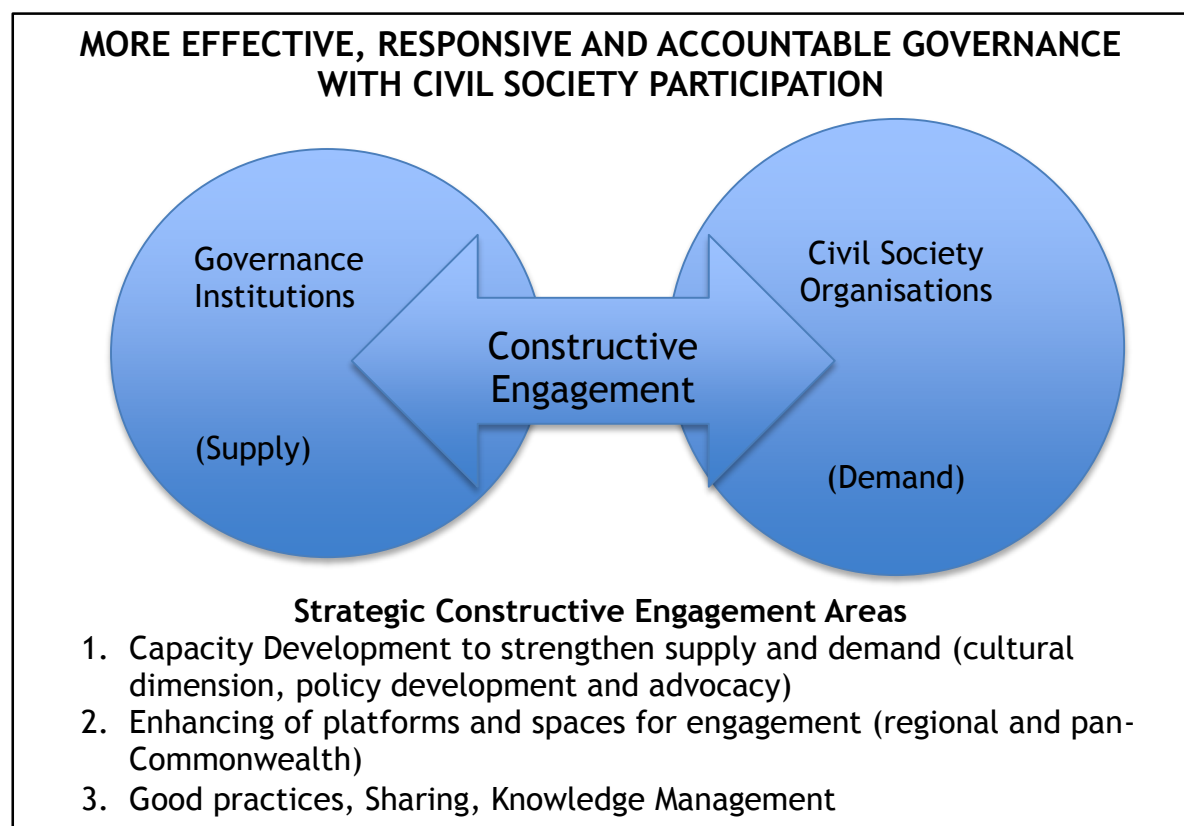 MORE EFFECTIVE, RESPONSIVE AND ACCOUNTABLE GOVERNANCE
WITH CIVIL SOCIETY PARTICIPATION
Governance
Institutions
(Supply)
Constructive
Engagement
Civil Society
Organisations
(Demand)
Strategic Constructive Engagement Areas
1. Capacity Development to strengthen supply and demand (cultural
dimension, policy development and advocacy)
2. Enhancing of platforms and spaces for engagement (regional and pan-
Commonwealth)
3. Good practices, Sharing, Knowledge Management